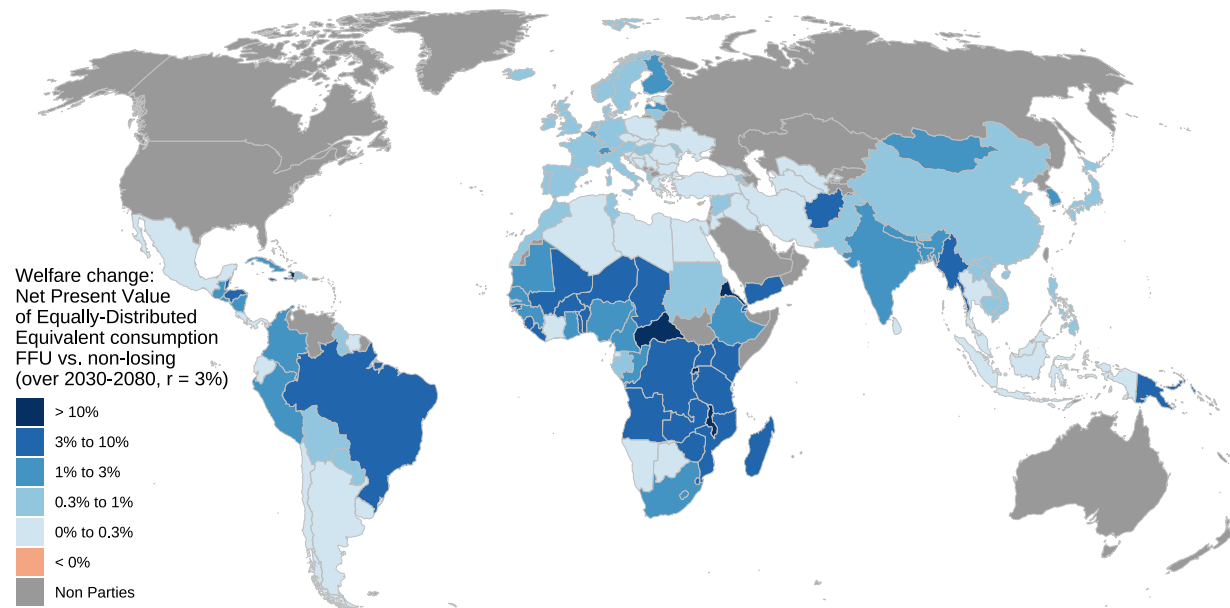 Welfare change:
Net Present Value
of Equally-Distributed
Equivalent consumption
FFU vs. non-losing
(over 2030-2080, r = 3%)
> 10%
3% to 10%
1% to 3%
0.3% to 1%
0% to 0.3%
< 0%
Non Parties